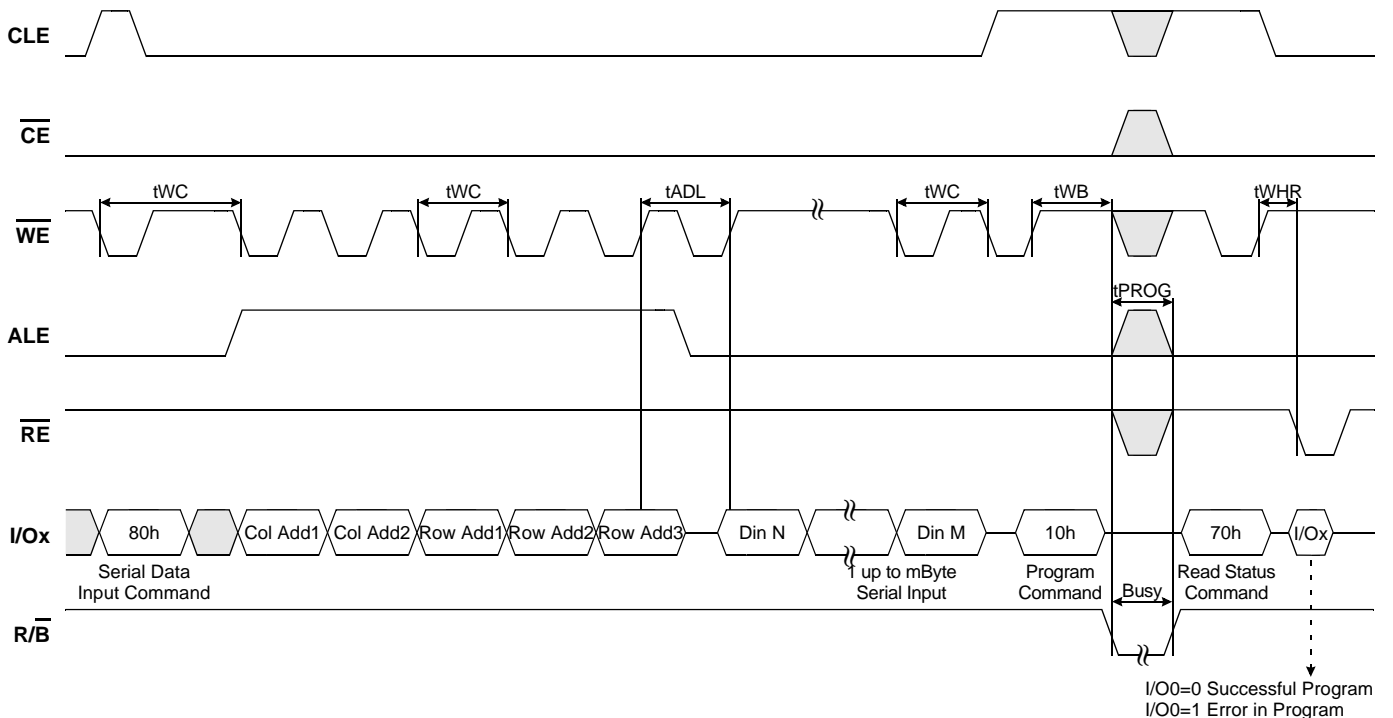 CLE
CE
tWC tWC tADL tWC tWB tWHR
WE
tPROG
ALE
RE
I/Ox 80h Col Add1 Col Add2 Row Add1 Row Add2 Row Add3 Din N Din M 10h 70h I/Ox
Serial Data Input Command
1 up to mByte Serial Input
Program Command
Busy
Read Status Command
R/B
I/O0=0 Successful Program
I/O0=1 Error in Program